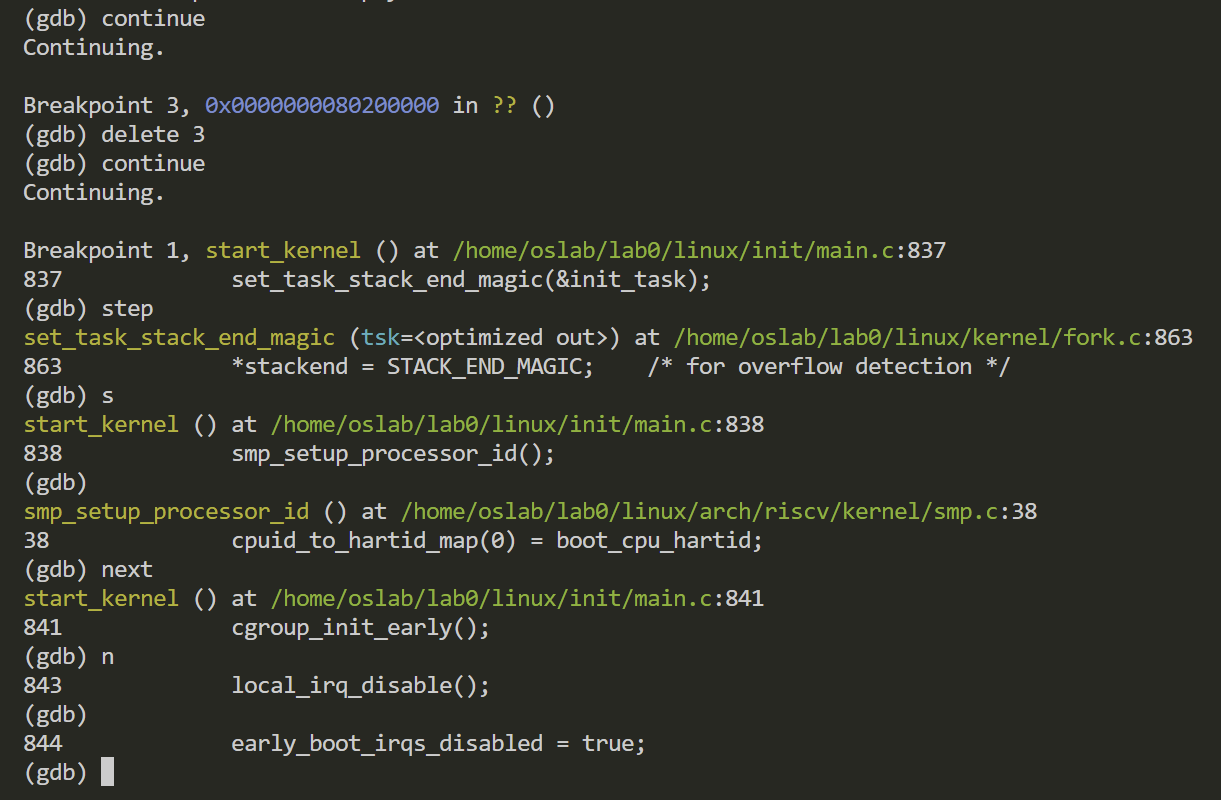 (gdb) continue
Continuing.

Breakpoint 3, 0x0000000080200000 in ?? ()
(gdb) delete 3
(gdb) continue
Continuing.

Breakpoint 1, start_kernel () at /home/oslab/lab0/linux/init/main.c:837
837             set_task_stack_end_magic(&init_task);
(gdb) step
set_task_stack_end_magic (tsk=<optimized out>) at /home/oslab/lab0/linux/kernel/fork.c:863
863             *stackend = STACK_END_MAGIC;    /* for overflow detection */
(gdb) s
start_kernel () at /home/oslab/lab0/linux/init/main.c:838
838             smp_setup_processor_id();
(gdb)
smp_setup_processor_id () at /home/oslab/lab0/linux/arch/riscv/kernel/smp.c:38
38              cpuid_to_hartid_map(0) = boot_cpu_hartid;
(gdb) next
start_kernel () at /home/oslab/lab0/linux/init/main.c:841
841             cgroup_init_early();
(gdb) n
843             local_irq_disable();
(gdb)
844             early_boot_irqs_disabled = true;
(gdb)